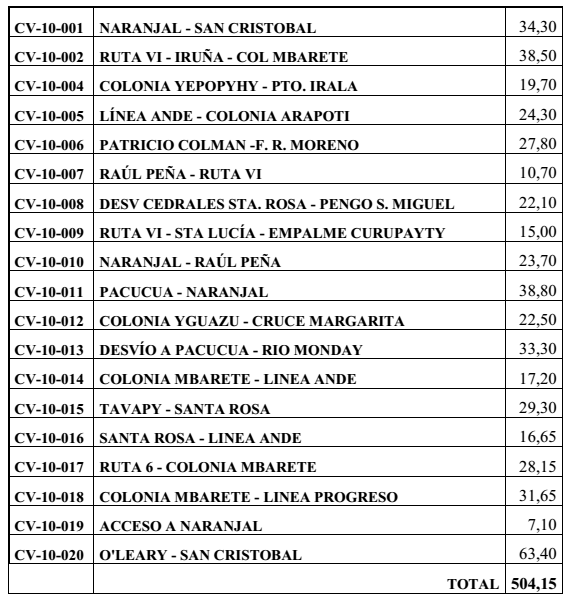 CV-10-001 NARANJAL - SAN CRISTOBAL 34,30
CV-10-002 RUTA VI - IRUÑA - COL MBARETE 38,50
CV-10-004 COLONIA YEPOPYHY - PTO. IRALA 19,70
CV-10-005 LÍNEA ANDE - COLONIA ARAPOTI 24,30
CV-10-006 PATRICIO COLMAN -F. R. MORENO 27,80
CV-10-007 RAÚL PEÑA - RUTA VI 10,70
CV-10-008 DESV CEDRALES STA. ROSA - PENGO S. MIGUEL 22,10
CV-10-009 RUTA VI - STA LUCÍA - EMPALME CURUPAYTY 15,00
CV-10-010 NARANJAL - RAÚL PEÑA 23,70
CV-10-011 PACUCUA - NARANJAL 38,80
CV-10-012 COLONIA YGUAZU - CRUCE MARGARITA 22,50
CV-10-013 DESVÍO A PACUCUA - RIO MONDAY 33,30
CV-10-014 COLONIA MBARETE - LINEA ANDE 17,20
CV-10-015 TAVAPY - SANTA ROSA 29,30
CV-10-016 SANTA ROSA - LINEA ANDE 16,65
CV-10-017 RUTA 6 - COLONIA MBARETE 28,15
CV-10-018 COLONIA MBARETE - LINEA PROGRESO 31,65
CV-10-019 ACCESO A NARANJAL 7,10
CV-10-020 O'LEARY - SAN CRISTOBAL 63,40
TOTAL 504,15